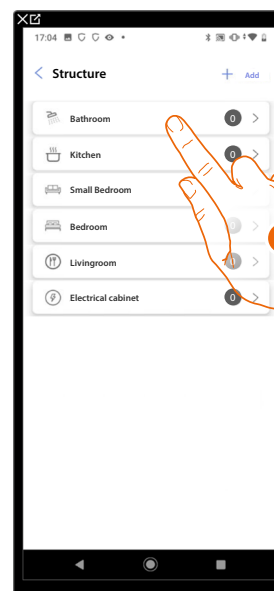 17:04
Structure
+ Add
Bathroom 0
Kitchen 0
Small Bedroom
Bedroom
Livingroom
Electrical cabinet 0